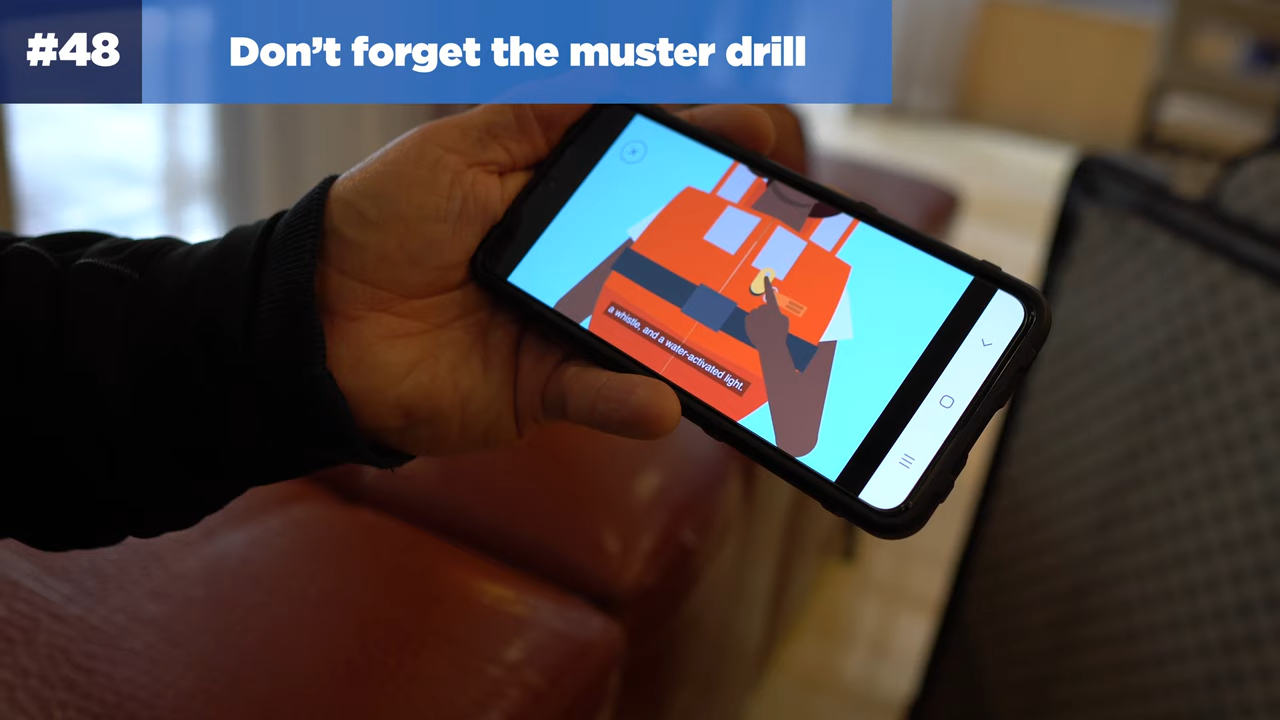 #48
Don't forget the muster drill
a whistle, and a water-activated light.